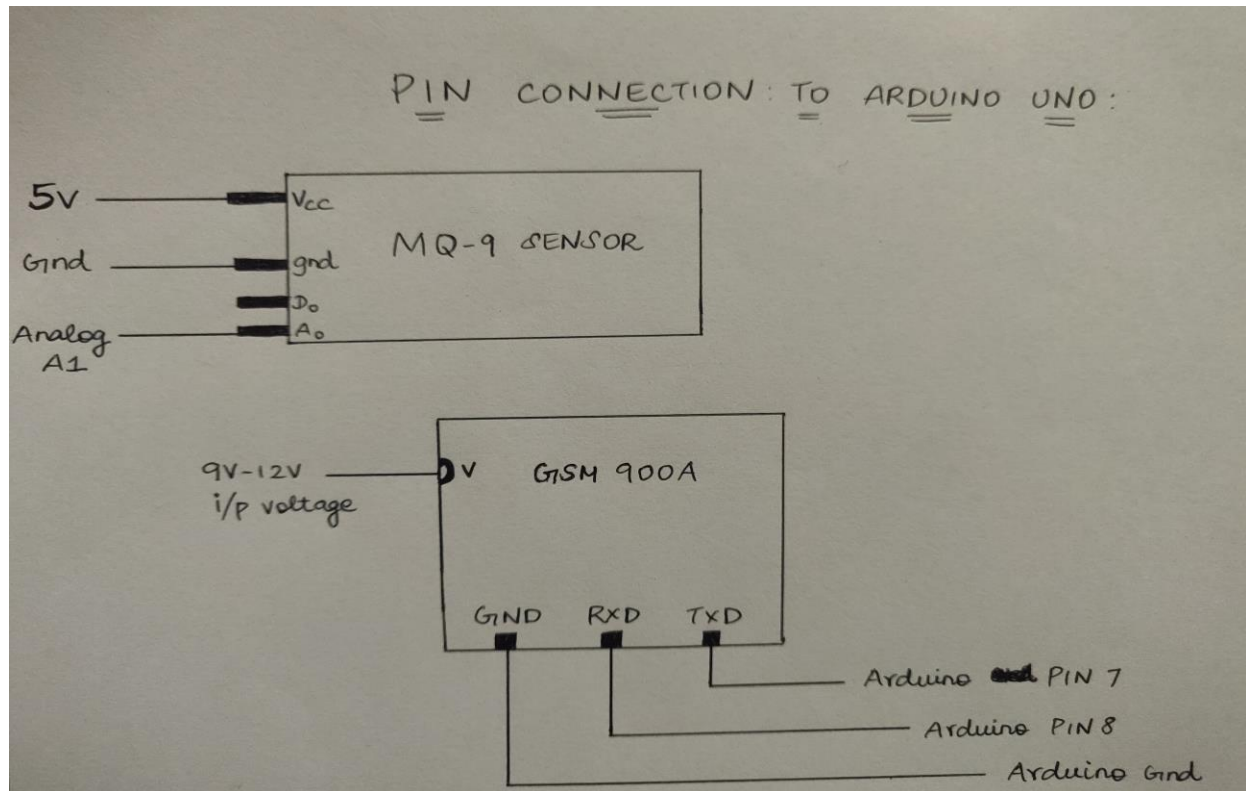 PIN CONNECTION: TO ARDUINO UNO:
5V
Vcc
MQ-9 SENSOR
Gnd
gnd
Do
Analog
A1
Ao
9V-12V
i/p voltage
V
GSM 900A
GND RXD TXD
Arduino PIN 7
Arduino PIN 8
Arduino Gnd